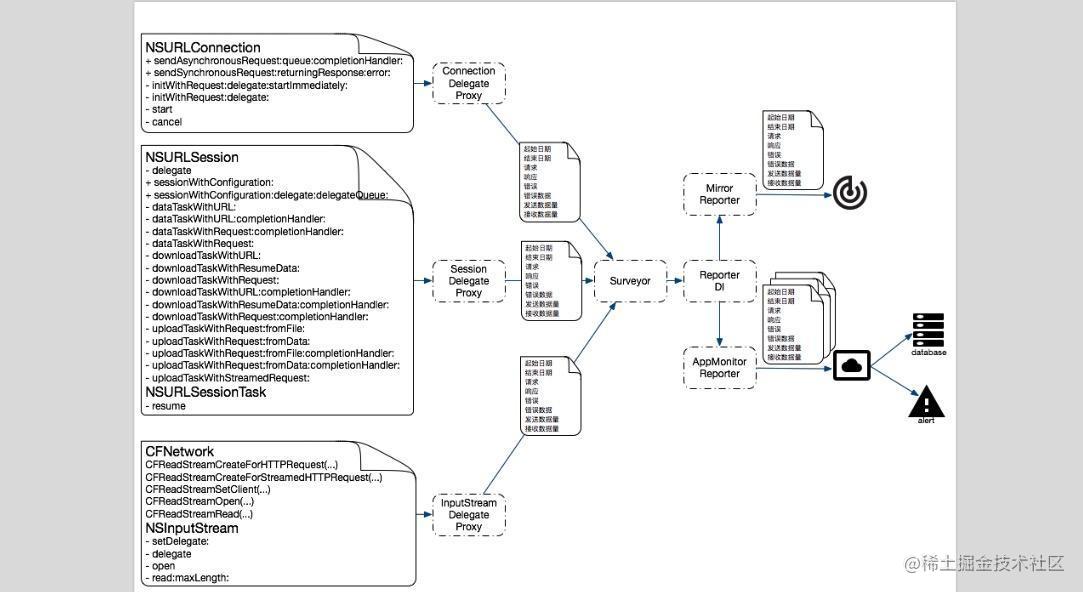 NSURLConnection
+ sendAsynchronousRequest:queue:completionHandler:
+ sendSynchronousRequest:returningResponse:error:
- initWithRequest:delegate:startImmediately:
- initWithRequest:delegate:
- start
- cancel
Connection
Delegate
Proxy
NSURLSession
- delegate
+ sessionWithConfiguration:
+ sessionWithConfiguration:delegate:delegateQueue:
- dataTaskWithURL:
- dataTaskWithURL:completionHandler:
- dataTaskWithRequest:completionHandler:
- dataTaskWithRequest:
- downloadTaskWithURL:
- downloadTaskWithResumeData:
- downloadTaskWithRequest:
- downloadTaskWithURL:completionHandler:
- downloadTaskWithResumeData:completionHandler:
- downloadTaskWithRequest:completionHandler:
- uploadTaskWithRequest:fromFile:
- uploadTaskWithRequest:fromData:
- uploadTaskWithRequest:fromFile:completionHandler:
- uploadTaskWithRequest:fromData:completionHandler:
- uploadTaskWithStreamedRequest:
NSURLSessionTask
- resume
Session
Delegate
Proxy
CFNetwork
CFReadStreamCreateForHTTPRequest(...)
CFReadStreamCreateForStreamedHTTPRequest(...)
CFReadStreamSetClient(...)
CFReadStreamOpen(...)
CFReadStreamRead(...)
NSInputStream
- setDelegate:
- delegate
- open
- read:maxLength:
InputStream
Delegate
Proxy
起始日期
结束日期
请求
响应
错误
错误数据
发送数据量
接收数据量
起始日期
结束日期
请求
响应
错误
错误数据
发送数据量
接收数据量
起始日期
结束日期
请求
响应
错误
错误数据
发送数据量
接收数据量
Surveyor
Mirror
Reporter
Reporter
DI
AppMonitor
Reporter
起始日期
结束日期
请求
响应
错误
错误数据
发送数据量
接收数据量
起始日期
结束日期
请求
响应
错误
错误数据
发送数据量
接收数据量
database
alert
@稀土掘金技术社区